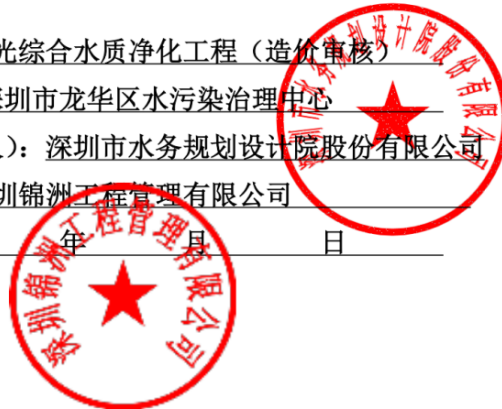 光综合水质净化工程（造价审核）
深圳市龙华区水污染治理中心
）：深圳市水务规划设计院股份有限公司
圳锦洲工程管理有限公司
年 月 日
深圳市水务规划设计院股份有限公司
深圳锦洲工程管理有限公司